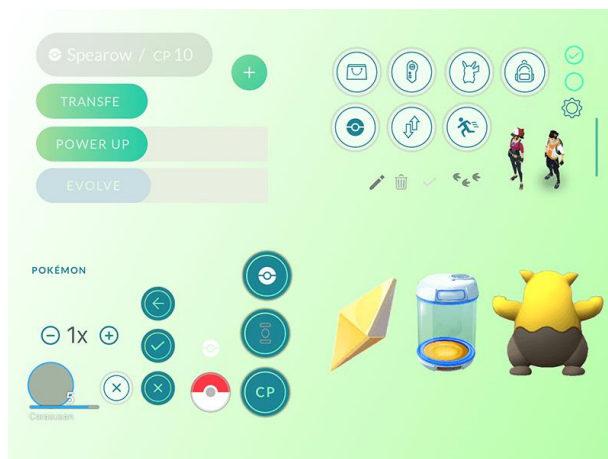 Spearow / CP 10
TRANSFE
POWER UP
EVOLVE
POKÉMON
1x
5
CP